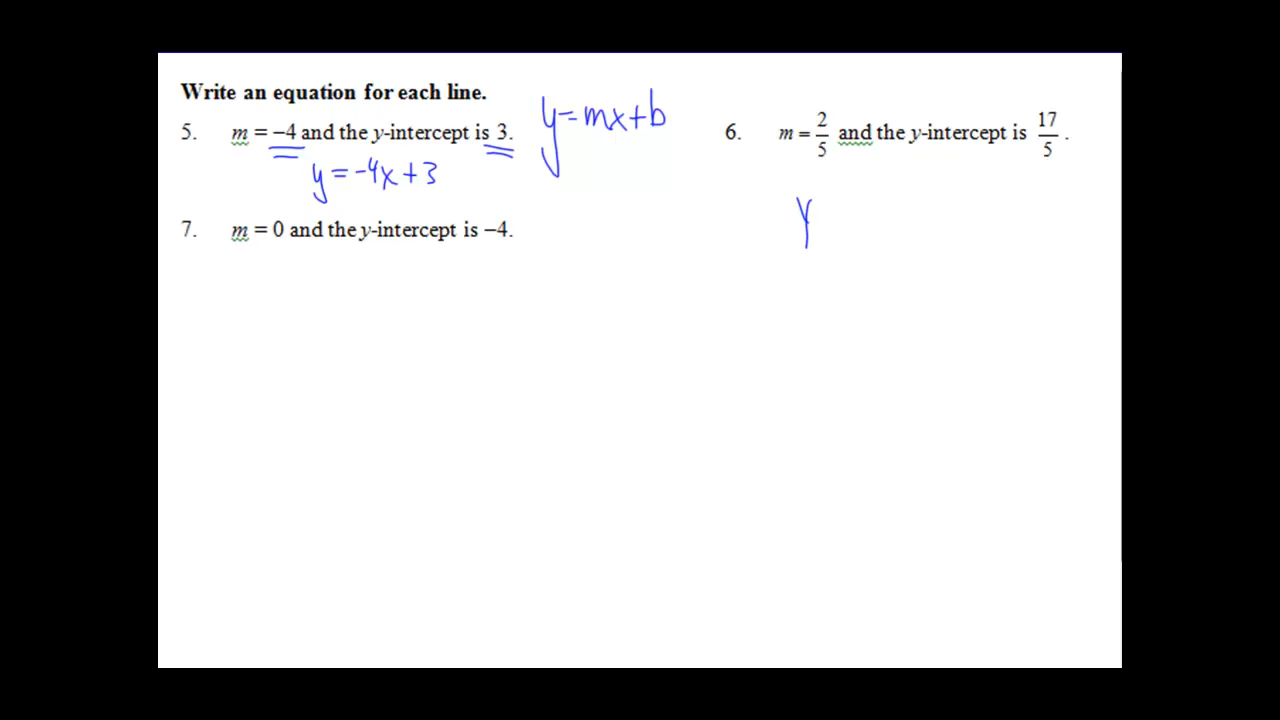 Write an equation for each line.
5. m = −4 and the y-intercept is 3.
y=mx+b
6. m = 2/5 and the y-intercept is 17/5 .
y = -4x + 3
y
7. m = 0 and the y-intercept is −4.